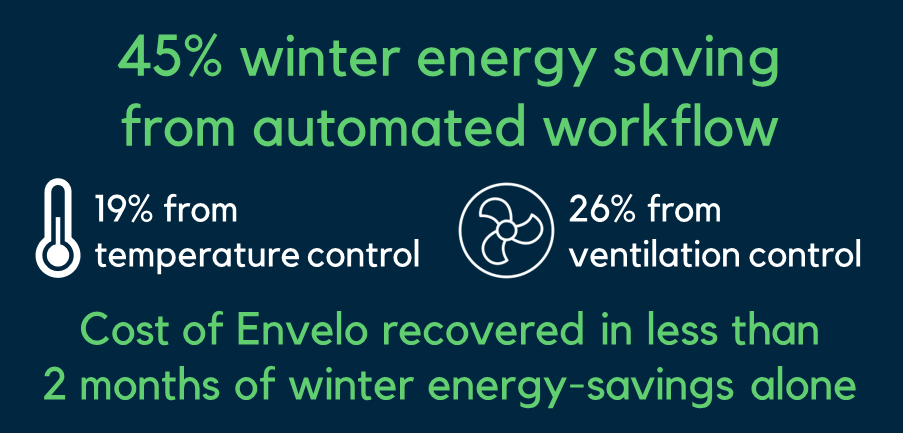 45% winter energy saving
from automated workflow
19% from
temperature control
26% from
ventilation control
Cost of Envelo recovered in less than
2 months of winter energy-savings alone